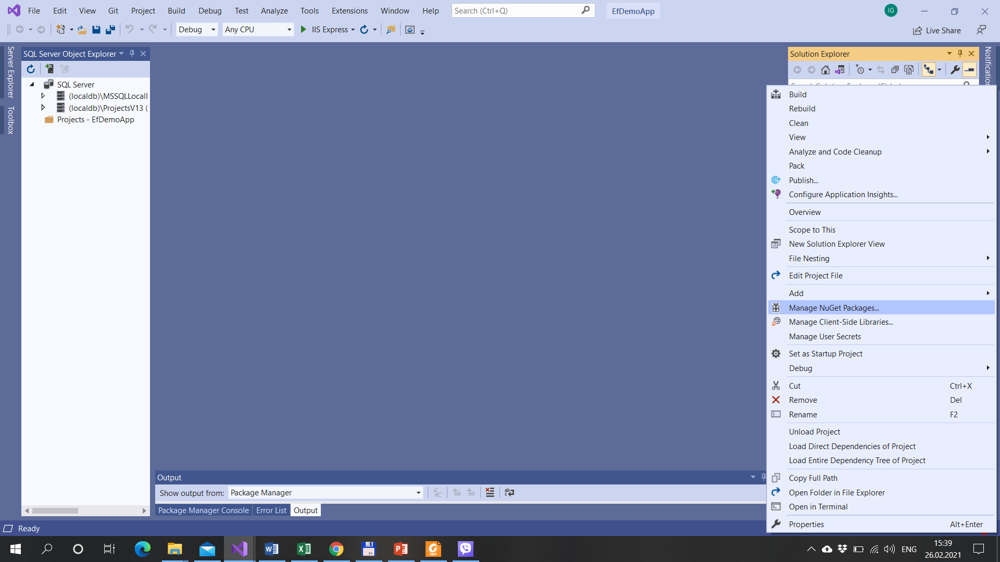 File Edit View Git Project Build Debug Test Analyze Tools Extensions Window Help Search (Ctrl+Q) EfDemoApp IG
Debug Any CPU IIS Express Live Share
Server Explorer
Toolbox
SQL Server Object Explorer
SQL Server
(localdb)\MSSQLLocall
(localdb)\ProjectsV13 (
Projects - EfDemoApp
Solution Explorer
Build
Rebuild
Clean
View
Analyze and Code Cleanup
Pack
Publish...
Configure Application Insights...
Overview
Scope to This
New Solution Explorer View
File Nesting
Edit Project File
Add
Manage NuGet Packages...
Manage Client-Side Libraries...
Manage User Secrets
Set as Startup Project
Debug
Cut Ctrl+X
Remove Del
Rename F2
Unload Project
Load Direct Dependencies of Project
Load Entire Dependency Tree of Project
Copy Full Path
Open Folder in File Explorer
Open in Terminal
Properties Alt+Enter
Output
Show output from: Package Manager
Package Manager Console Error List Output
Ready
ENG
15:39
26.02.2021